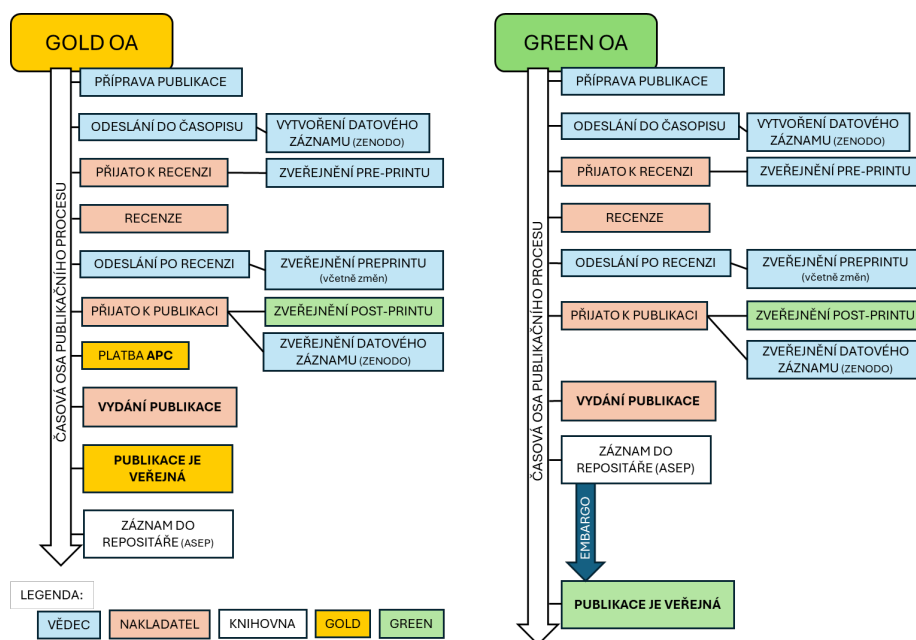 GOLD OA
ČASOVÁ OSA PUBLIKAČNÍHO PROCESU
PŘÍPRAVA PUBLIKACE
ODESLÁNÍ DO ČASOPISU
VYTVOŘENÍ DATOVÉHO
ZÁZNAMU (ZENODO)
PŘIJATO K RECENZI
ZVEŘEJNĚNÍ PRE-PRINTU
RECENZE
ODESLÁNÍ PO RECENZI
ZVEŘEJNĚNÍ PREPRINTU
(včetně změn)
PŘIJATO K PUBLIKACI
ZVEŘEJNĚNÍ POST-PRINTU
ZVEŘEJNĚNÍ DATOVÉHO
ZÁZNAMU (ZENODO)
PLATBA APC
VYDÁNÍ PUBLIKACE
PUBLIKACE JE
VEŘEJNÁ
ZÁZNAM DO
REPOSITÁŘE (ASEP)
GREEN OA
ČASOVÁ OSA PUBLIKAČNÍHO PROCESU
PŘÍPRAVA PUBLIKACE
ODESLÁNÍ DO ČASOPISU
VYTVOŘENÍ DATOVÉHO
ZÁZNAMU (ZENODO)
PŘIJATO K RECENZI
ZVEŘEJNĚNÍ PRE-PRINTU
RECENZE
ODESLÁNÍ PO RECENZI
ZVEŘEJNĚNÍ PREPRINTU
(včetně změn)
PŘIJATO K PUBLIKACI
ZVEŘEJNĚNÍ POST-PRINTU
ZVEŘEJNĚNÍ DATOVÉHO
ZÁZNAMU (ZENODO)
VYDÁNÍ PUBLIKACE
ZÁZNAM DO
REPOSITÁŘE (ASEP)
EMBARGO
PUBLIKACE JE VEŘEJNÁ
LEGENDA:
VĚDEC
NAKLADATEL
KNIHOVNA
GOLD
GREEN